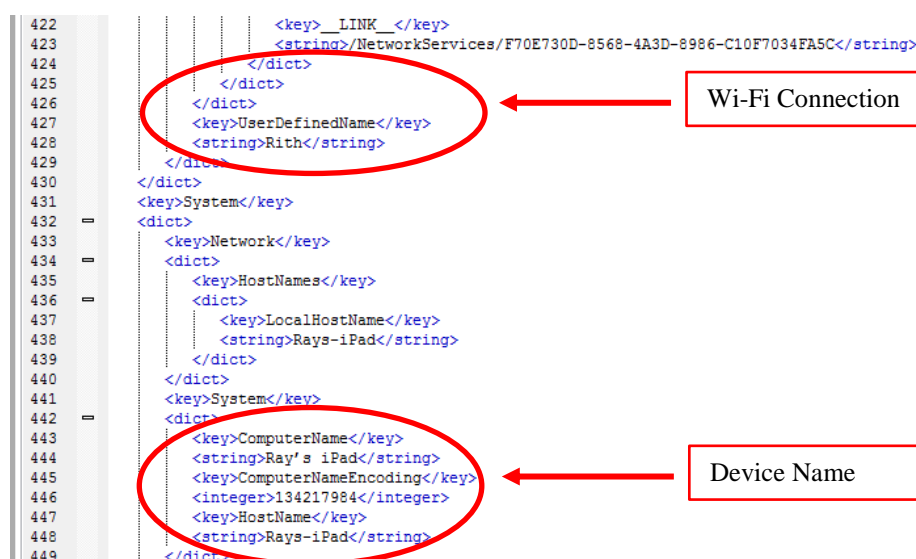 422 <key>__LINK__</key>
423 <string>/NetworkServices/F70E730D-8568-4A3D-8986-C10F7034FA5C</string>
424 </dict>
425 </dict>
426 </dict>
Wi-Fi Connection
427 <key>UserDefinedName</key>
428 <string>Rith</string>
429 </dict>
430 </dict>
431 <key>System</key>
432 <dict>
433 <key>Network</key>
434 <dict>
435 <key>HostNames</key>
436 <dict>
437 <key>LocalHostName</key>
438 <string>Rays-iPad</string>
439 </dict>
440 </dict>
441 <key>System</key>
442 <dict>
443 <key>ComputerName</key>
444 <string>Ray’s iPad</string>
445 <key>ComputerNameEncoding</key>
Device Name
446 <integer>134217984</integer>
447 <key>HostName</key>
448 <string>Rays-iPad</string>
449 </dict>